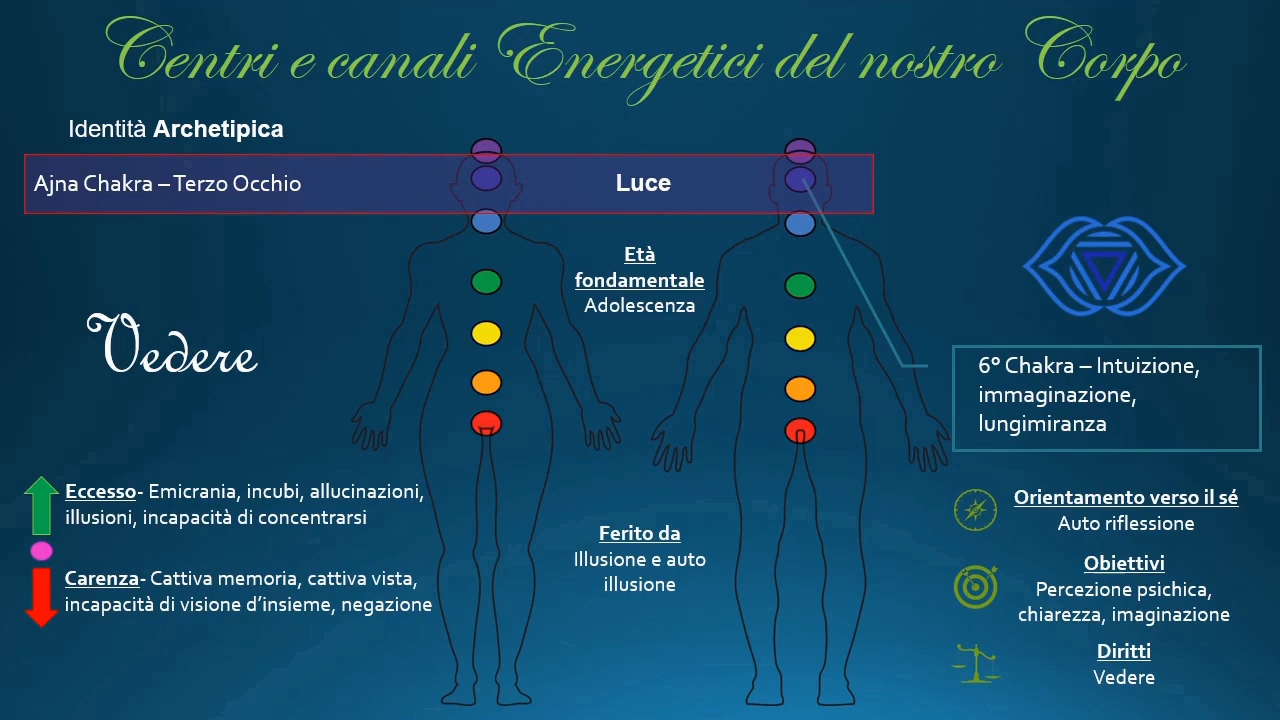 Centri e canali Energetici del nostro Corpo
Identità Archetipica
Ajna Chakra – Terzo Occhio
Luce
Età
fondamentale
Adolescenza
Vedere
6° Chakra – Intuizione,
immaginazione,
lungimiranza
Eccesso- Emicrania, incubi, allucinazioni,
illusioni, incapacità di concentrarsi
Carenza- Cattiva memoria, cattiva vista,
incapacità di visione d’insieme, negazione
Ferito da
Illusione e auto
illusione
Orientamento verso il sé
Auto riflessione
Obiettivi
Percezione psichica,
chiarezza, imaginazione
Diritti
Vedere